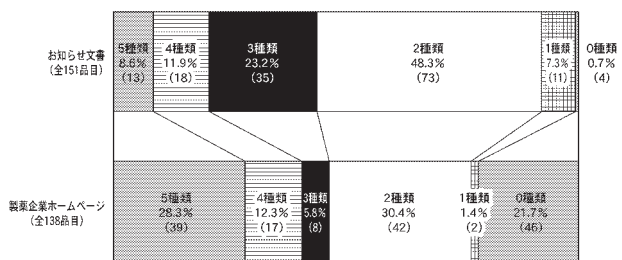 お知らせ文書
(全151品目)
5種類
8.6%
(13)
4種類
11.9%
(18)
3種類
23.2%
(35)
2種類
48.3%
(73)
1種類
7.3%
(11)
0種類
0.7%
(4)
製薬企業ホームページ
(全138品目)
5種類
28.3%
(39)
4種類
12.3%
(17)
3種類
5.8%
(8)
2種類
30.4%
(42)
1種類
1.4%
(2)
0種類
21.7%
(46)